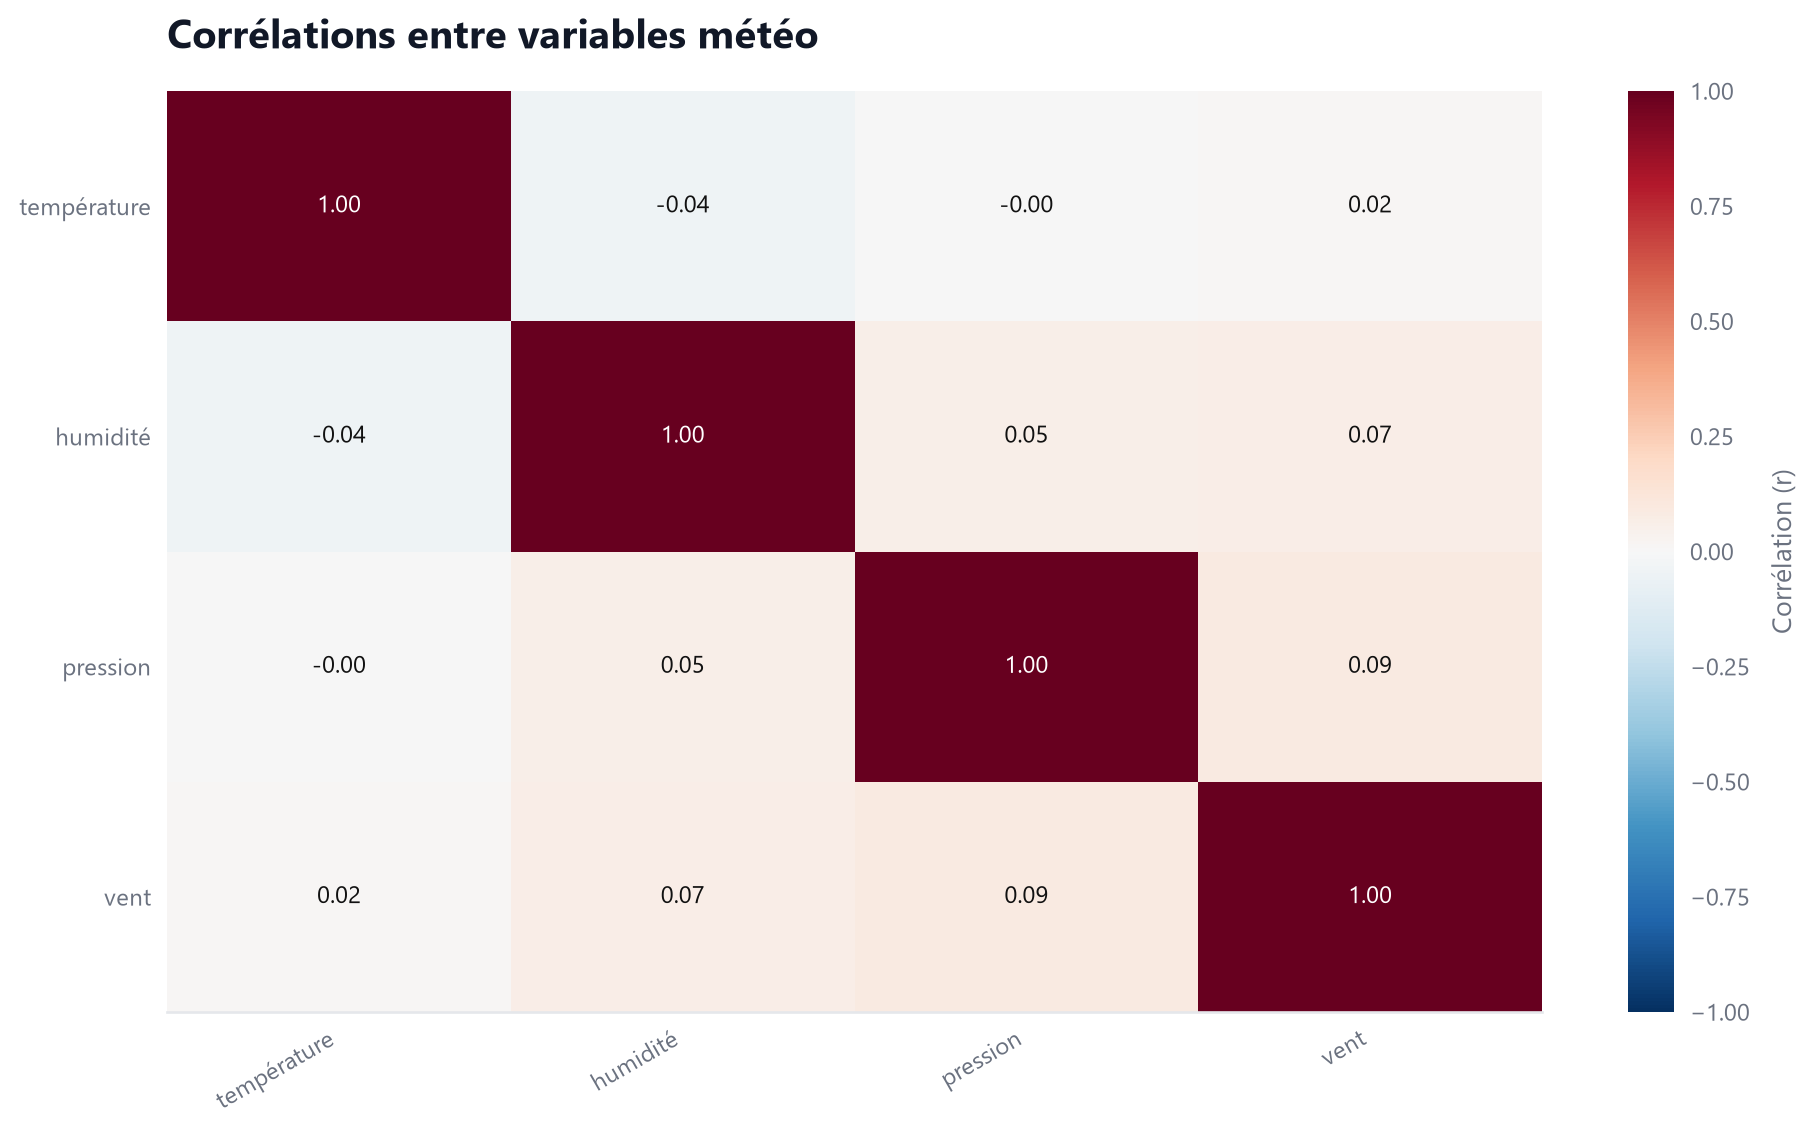 Corrélations entre variables météo
température 1.00 -0.04 -0.00 0.02
humidité -0.04 1.00 0.05 0.07
pression -0.00 0.05 1.00 0.09
vent 0.02 0.07 0.09 1.00
température humidité pression vent
1.00
0.75
0.50
0.25
0.00
−0.25
−0.50
−0.75
−1.00
Corrélation (r)